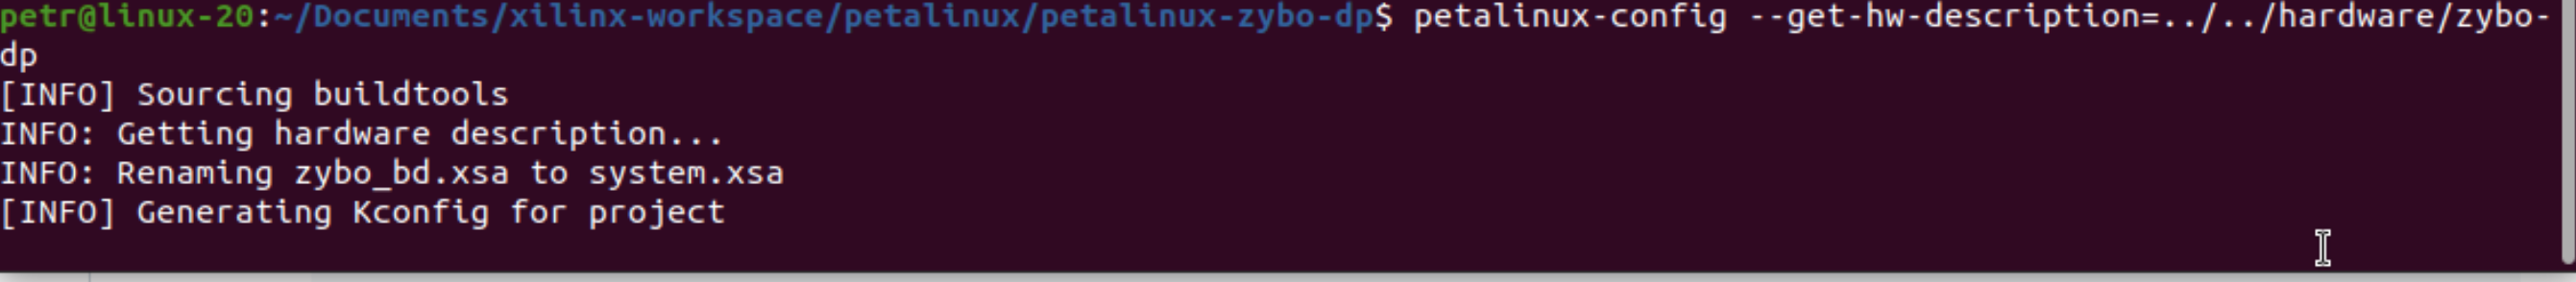 petr@linux-20:~/Documents/xilinx-workspace/petalinux/petalinux-zybo-dp$ petalinux-config --get-hw-description=../../hardware/zybo-
dp
[INFO] Sourcing buildtools
INFO: Getting hardware description...
INFO: Renaming zybo_bd.xsa to system.xsa
[INFO] Generating Kconfig for project